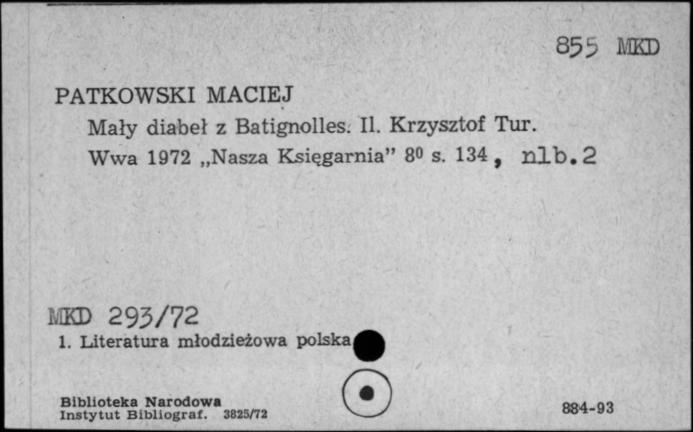 855 MKD
PATKOWSKI MACIEJ
Mały diabeł z Batignolles. Il. Krzysztof Tur.
Wwa 1972 „Nasza Księgarnia” 8⁰ s. 134, nlb.2
MKD 293/72
1. Literatura młodzieżowa polska
Biblioteka Narodowa
Instytut Bibliograf. 3825/72
884-93